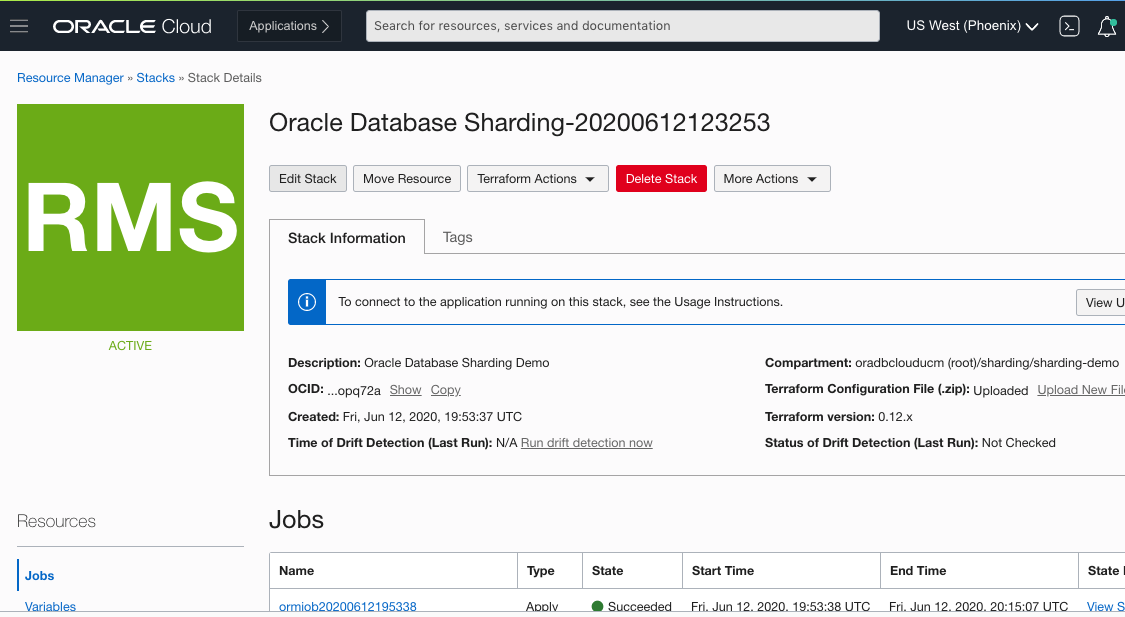 ORACLE Cloud
Applications
Search for resources, services and documentation
US West (Phoenix)
Resource Manager » Stacks » Stack Details
RMS
ACTIVE
Oracle Database Sharding-20200612123253
Edit Stack
Move Resource
Terraform Actions
Delete Stack
More Actions
Stack Information
Tags
To connect to the application running on this stack, see the Usage Instructions.
View U
Description: Oracle Database Sharding Demo
OCID: ...opq72a Show Copy
Created: Fri, Jun 12, 2020, 19:53:37 UTC
Time of Drift Detection (Last Run): N/A Run drift detection now
Compartment: oradbclouducm (root)/sharding/sharding-demo
Terraform Configuration File (.zip): Uploaded Upload New File
Terraform version: 0.12.x
Status of Drift Detection (Last Run): Not Checked
Resources
Jobs
Variables
Jobs
Name Type State Start Time End Time State
ormjob20200612195338 Apply Succeeded Fri, Jun 12, 2020, 19:53:38 UTC Fri, Jun 12, 2020, 20:15:07 UTC View S